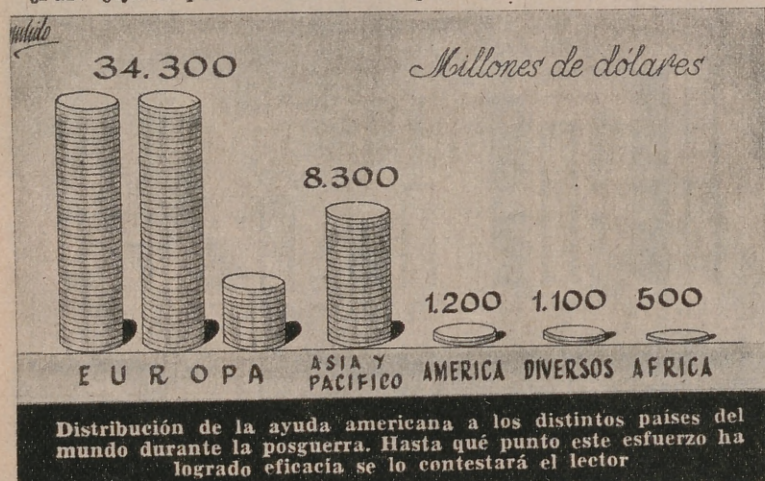 34.300
Millones de dólares
8.300
1.200 1.100 500
EUROPA
ASIA Y
PACIFICO
AMERICA
DIVERSOS
AFRICA
Distribución de la ayuda americana a los distintos paises del
mundo durante la posguerra. Hasta qué punto este esfuerzo ha
logrado eficacia se lo contestará el lector